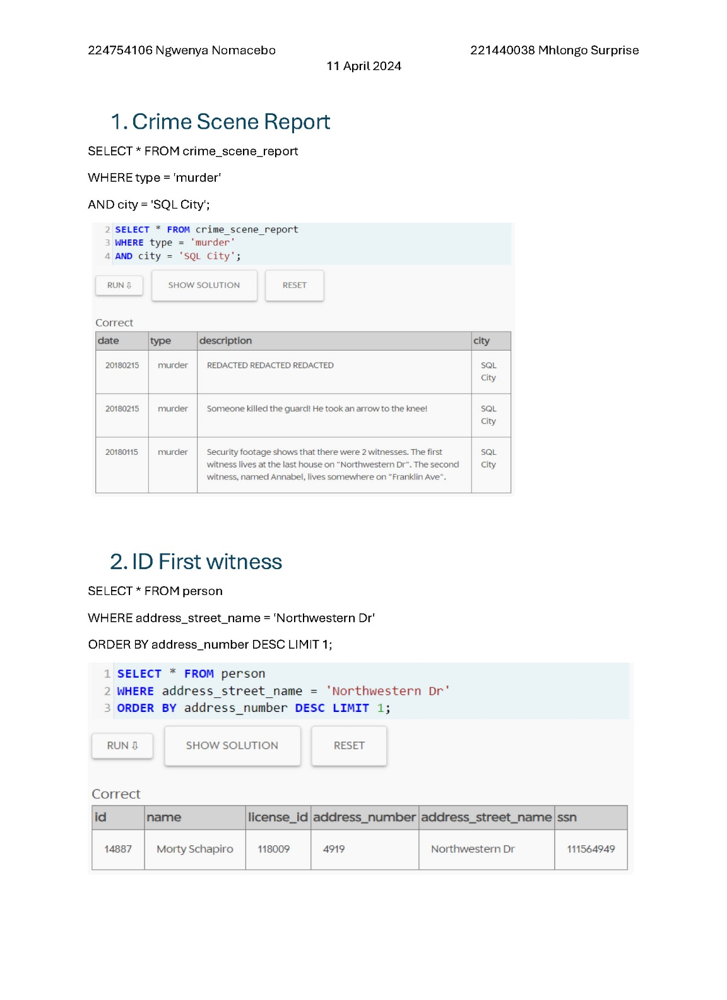 224754106 Ngwenya Nomacebo 221440038 Mhlongo Surprise
11 April 2024
1. Crime Scene Report
SELECT * FROM crime_scene_report
WHERE type = 'murder'
AND city = 'SQL City';
2 SELECT * FROM crime_scene_report
3 WHERE type = 'murder'
4 AND city = 'SQL City';
RUN ⇩ SHOW SOLUTION RESET
Correct
date type description city
20180215 murder REDACTED REDACTED REDACTED SQL
City
20180215 murder Someone killed the guard! He took an arrow to the knee! SQL
City
20180115 murder Security footage shows that there were 2 witnesses. The first SQL
witness lives at the last house on "Northwestern Dr". The second City
witness, named Annabel, lives somewhere on "Franklin Ave".
2. ID First witness
SELECT * FROM person
WHERE address_street_name = 'Northwestern Dr'
ORDER BY address_number DESC LIMIT 1;
1 SELECT * FROM person
2 WHERE address_street_name = 'Northwestern Dr'
3 ORDER BY address_number DESC LIMIT 1;
RUN ⇩ SHOW SOLUTION RESET
Correct
id name license_id address_number address_street_name ssn
14887 Morty Schapiro 118009 4919 Northwestern Dr 111564949